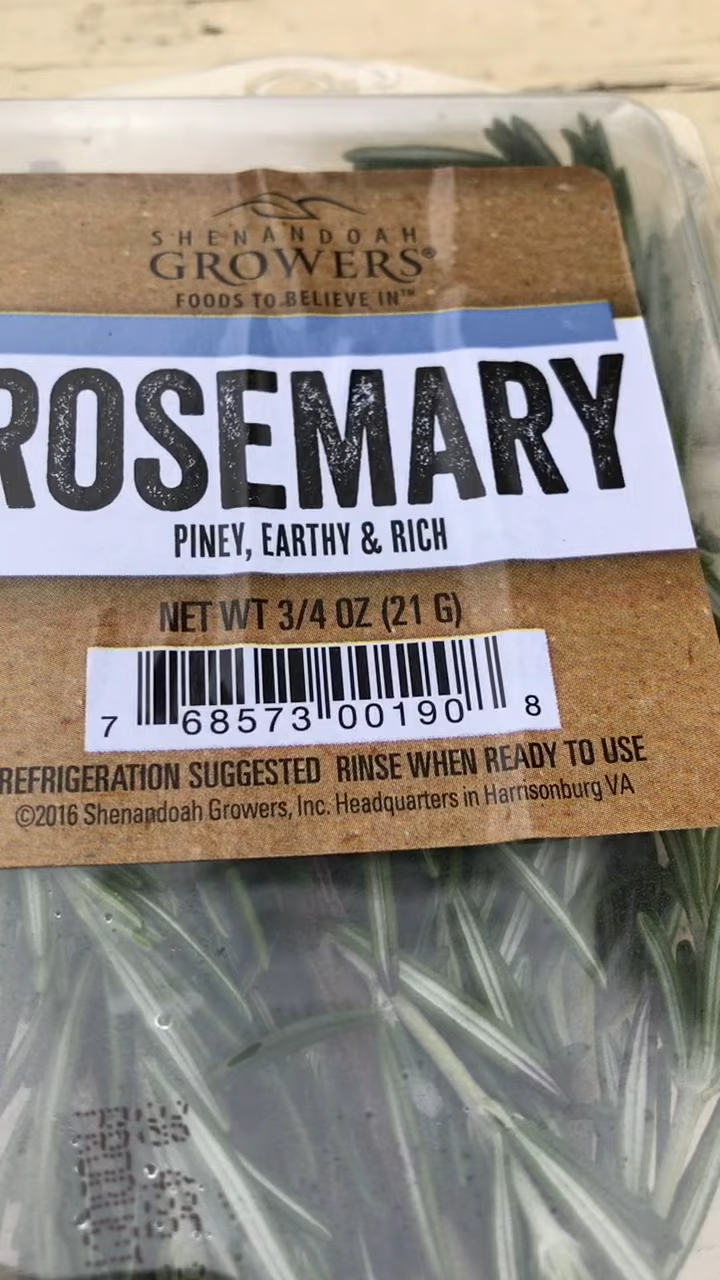 SHENANDOAH
GROWERS®
FOODS TO BELIEVE IN™
ROSEMARY
PINEY, EARTHY & RICH
NET WT 3/4 OZ (21 G)
7 68573 00190 8
REFRIGERATION SUGGESTED RINSE WHEN READY TO USE
©2016 Shenandoah Growers, Inc. Headquarters in Harrisonburg VA